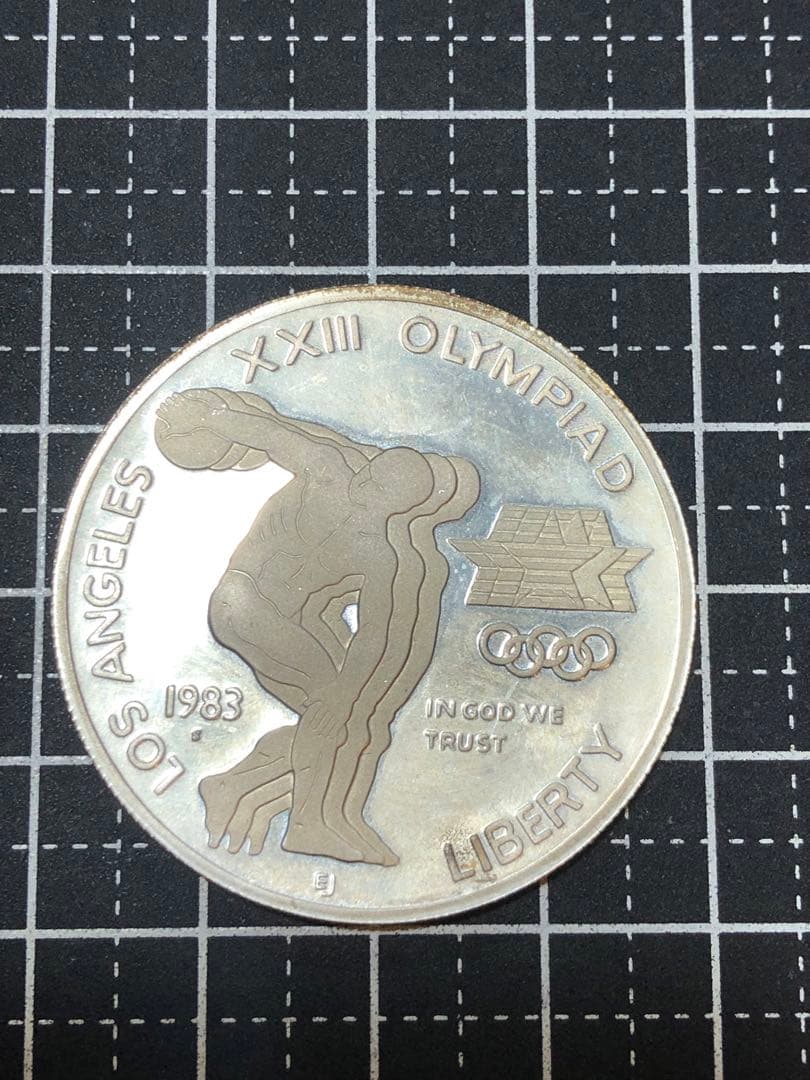 XXIII OLYMPIAD
LOS ANGELES
1983
S
IN GOD WE
TRUST
LIBERTY
EJ